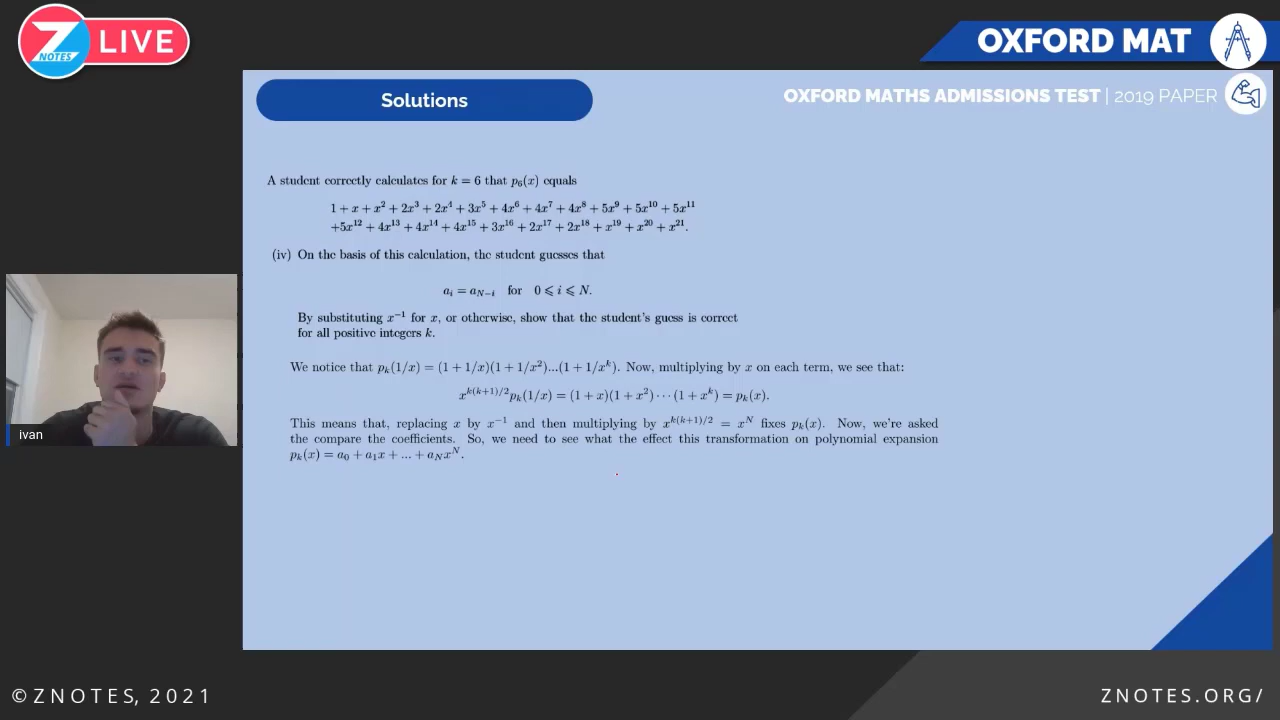 Z
NOTES
LIVE
OXFORD MAT
Solutions
OXFORD MATHS ADMISSIONS TEST | 2019 PAPER
A student correctly calculates for k = 6 that p₆(x) equals
1 + x + x² + 2x³ + 2x⁴ + 3x⁵ + 4x⁶ + 4x⁷ + 4x⁸ + 5x⁹ + 5x¹⁰ + 5x¹¹
+5x¹² + 4x¹³ + 4x¹⁴ + 4x¹⁵ + 3x¹⁶ + 2x¹⁷ + 2x¹⁸ + x¹⁹ + x²⁰ + x²¹.
(iv) On the basis of this calculation, the student guesses that
aᵢ = a_{N−i} for 0 ⩽ i ⩽ N.
By substituting x⁻¹ for x, or otherwise, show that the student's guess is correct
for all positive integers k.
We notice that pₖ(1/x) = (1 + 1/x)(1 + 1/x²)...(1 + 1/xᵏ). Now, multiplying by x on each term, we see that:
x^{k(k+1)/2}pₖ(1/x) = (1 + x)(1 + x²) · · · (1 + xᵏ) = pₖ(x).
This means that, replacing x by x⁻¹ and then multiplying by x^{k(k+1)/2} = x^N fixes pₖ(x). Now, we're asked
the compare the coefficients. So, we need to see what the effect this transformation on polynomial expansion
pₖ(x) = a₀ + a₁x + ... + a_N x^N.
ivan
© ZNOTES, 2021
ZNOTES.ORG/